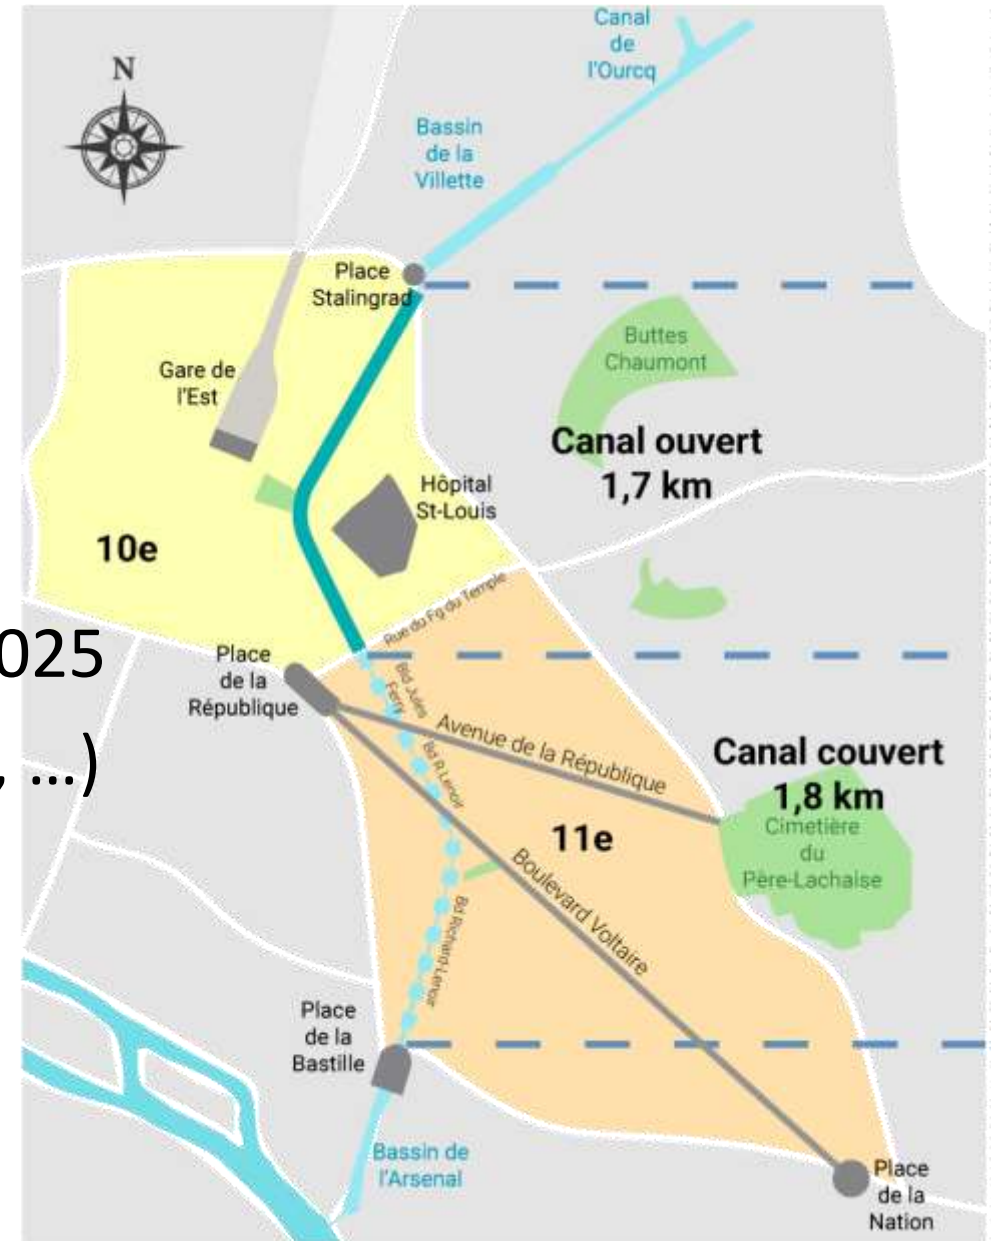 Canal
de
l'Ourcq
N
Bassin
de la
Villette
Place
Stalingrad
Buttes
Chaumont
Gare de
l'Est
Canal ouvert
1,7 km
Hôpital
St-Louis
10e
Rue du Fg du Temple
025
Place
de la
République
Bld Jules
Ferry
Avenue de la République
Bd R.Lenoir
, ...)
Canal couvert
1,8 km
11e
Cimetière
du
Père-Lachaise
Boulevard Voltaire
Bd Richard-Lenoir
Place
de la
Bastille
Bassin de
l'Arsenal
Place
de la
Nation